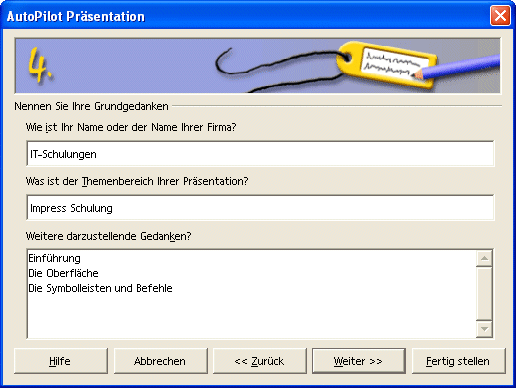 AutoPilot Präsentation
4.
Nennen Sie Ihre Grundgedanken
Wie ist Ihr Name oder der Name Ihrer Firma?
IT-Schulungen
Was ist der Themenbereich Ihrer Präsentation?
Impress Schulung
Weitere darzustellende Gedanken?
Einführung
Die Oberfläche
Die Symbolleisten und Befehle
Hilfe
Abbrechen
<< Zurück
Weiter >>
Fertig stellen